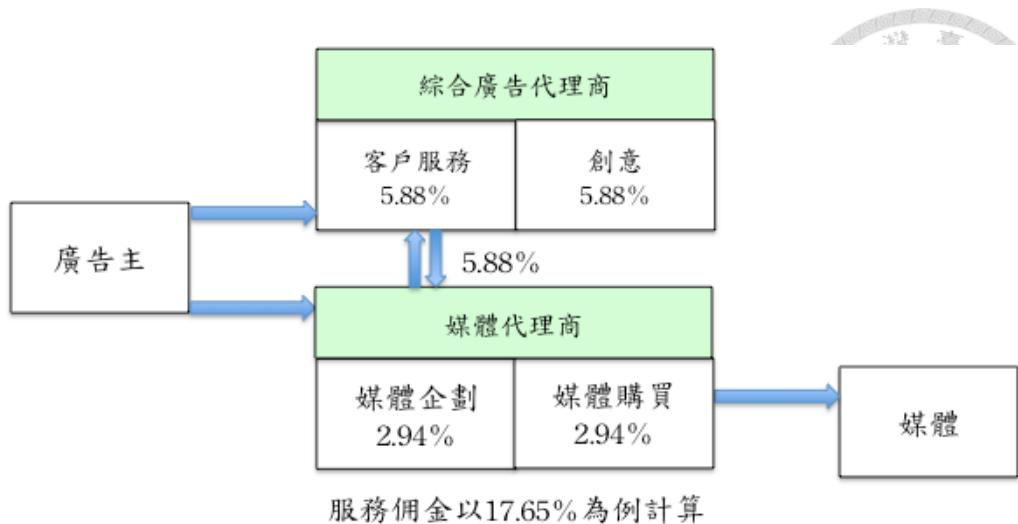 綜合廣告代理商
客戶服務
5.88%
創意
5.88%
廣告主
5.88%
媒體代理商
媒體企劃
2.94%
媒體購買
2.94%
媒體
服務佣金以17.65%為例計算